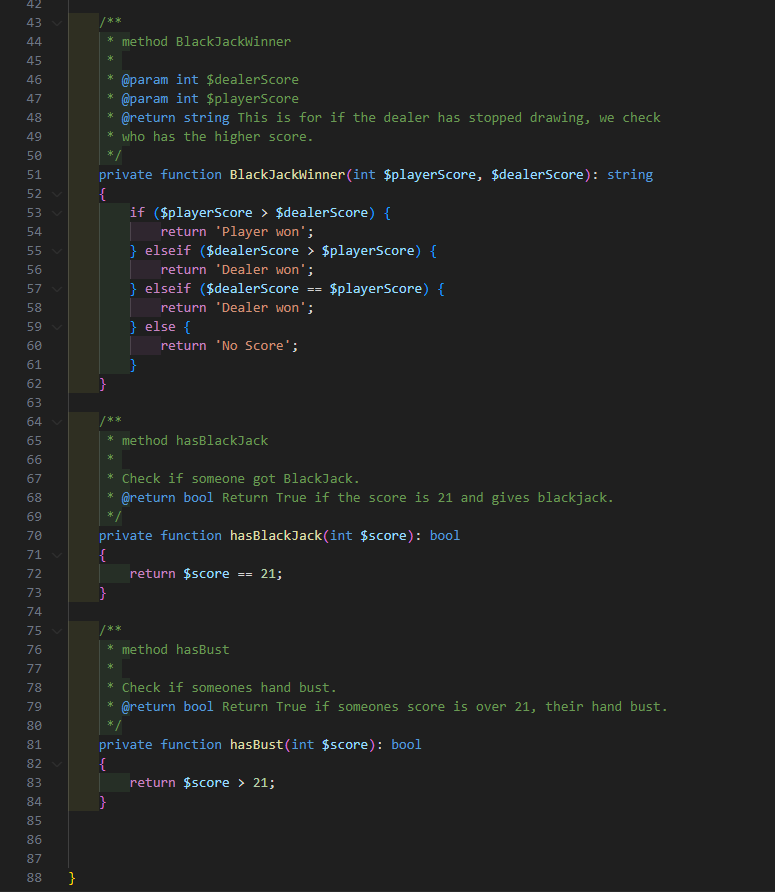 42
43 /**
44 * method BlackJackWinner
45 *
46 * @param int $dealerScore
47 * @param int $playerScore
48 * @return string This is for if the dealer has stopped drawing, we check
49 * who has the higher score.
50 */
51 private function BlackJackWinner(int $playerScore, $dealerScore): string
52 {
53 if ($playerScore > $dealerScore) {
54 return 'Player won';
55 } elseif ($dealerScore > $playerScore) {
56 return 'Dealer won';
57 } elseif ($dealerScore == $playerScore) {
58 return 'Dealer won';
59 } else {
60 return 'No Score';
61 }
62 }
63
64 /**
65 * method hasBlackJack
66 *
67 * Check if someone got BlackJack.
68 * @return bool Return True if the score is 21 and gives blackjack.
69 */
70 private function hasBlackJack(int $score): bool
71 {
72 return $score == 21;
73 }
74
75 /**
76 * method hasBust
77 *
78 * Check if someones hand bust.
79 * @return bool Return True if someones score is over 21, their hand bust.
80 */
81 private function hasBust(int $score): bool
82 {
83 return $score > 21;
84 }
85
86
87
88 }